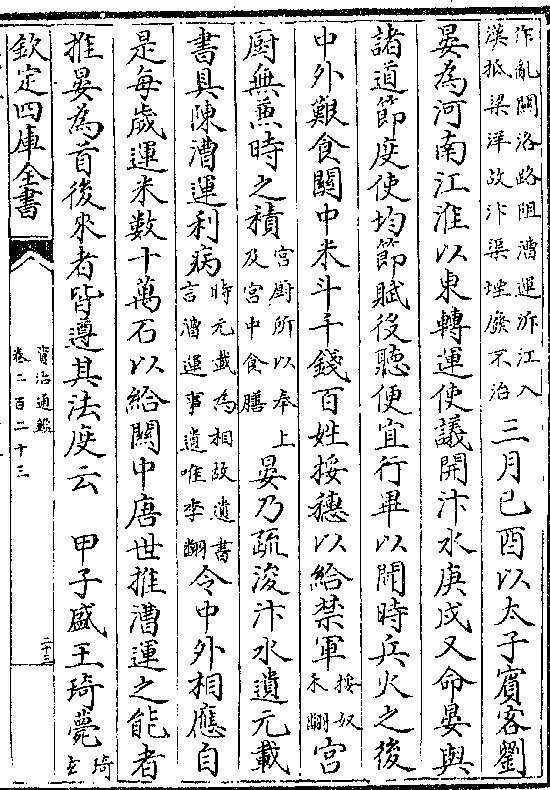 作亂關洛路阻漕運泝江入
漢抵梁洋故汴渠堙廢不治
三月己酉以太子賓客劉
晏為河南江淮以東轉運使議開汴水庚戌又命晏與
諸道節度使均節賦役聽便宜行畢以聞時兵火之後
中外艱食關中米斗千錢百姓挼穗以給禁軍
挼奴
禾翻
宮
厨無兼時之積
宮厨所以奉上
及宮中食膳
晏乃疏浚汴水遺元載
書具陳漕運利病
時元載為相故遺書
言漕運事遺唯季翻
令中外相應自
是每歲運米數十萬石以給關中唐世推漕運之能者
推晏為首後來者皆遵其法度云 甲子盛王琦薨
琦
玄
欽定四庫全書
資治通鑑
卷二百二十三
二十三